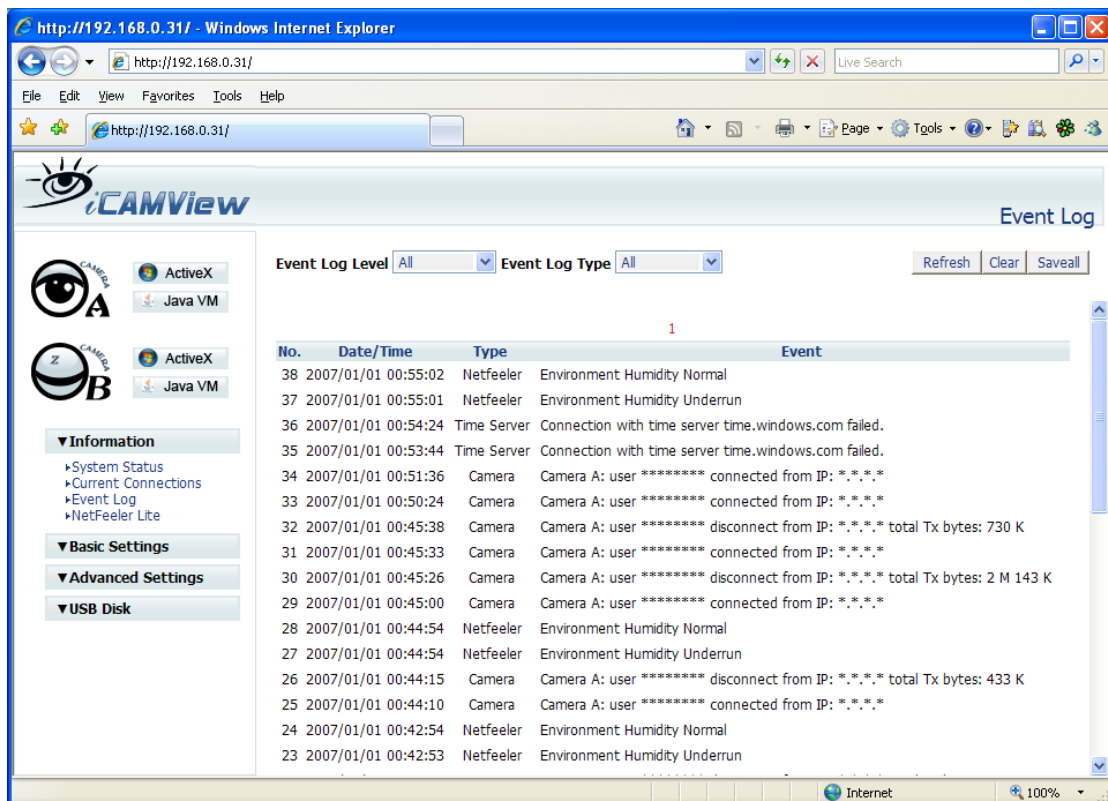 http://192.168.0.31/ - Windows Internet Explorer
http://192.168.0.31/
Live Search
File Edit View Favorites Tools Help
http://192.168.0.31/
Page Tools
iCAMView
Event Log
CAMERA A
ActiveX
Java VM
Z CAMERA B
ActiveX
Java VM
▼Information
System Status
Current Connections
Event Log
NetFeeler Lite
▼Basic Settings
▼Advanced Settings
▼USB Disk
Event Log Level All Event Log Type All Refresh Clear Saveall
1
No. Date/Time Type Event
38 2007/01/01 00:55:02 Netfeeler Environment Humidity Normal
37 2007/01/01 00:55:01 Netfeeler Environment Humidity Underrun
36 2007/01/01 00:54:24 Time Server Connection with time server time.windows.com failed.
35 2007/01/01 00:53:44 Time Server Connection with time server time.windows.com failed.
34 2007/01/01 00:51:36 Camera Camera A: user ******** connected from IP: *.*.*.*
33 2007/01/01 00:50:24 Camera Camera A: user ******** connected from IP: *.*.*.*
32 2007/01/01 00:45:38 Camera Camera A: user ******** disconnect from IP: *.*.*.* total Tx bytes: 730 K
31 2007/01/01 00:45:33 Camera Camera A: user ******** connected from IP: *.*.*.*
30 2007/01/01 00:45:26 Camera Camera A: user ******** disconnect from IP: *.*.*.* total Tx bytes: 2 M 143 K
29 2007/01/01 00:45:00 Camera Camera A: user ******** connected from IP: *.*.*.*
28 2007/01/01 00:44:54 Netfeeler Environment Humidity Normal
27 2007/01/01 00:44:54 Netfeeler Environment Humidity Underrun
26 2007/01/01 00:44:15 Camera Camera A: user ******** disconnect from IP: *.*.*.* total Tx bytes: 433 K
25 2007/01/01 00:44:10 Camera Camera A: user ******** connected from IP: *.*.*.*
24 2007/01/01 00:42:54 Netfeeler Environment Humidity Normal
23 2007/01/01 00:42:53 Netfeeler Environment Humidity Underrun
Internet 100%